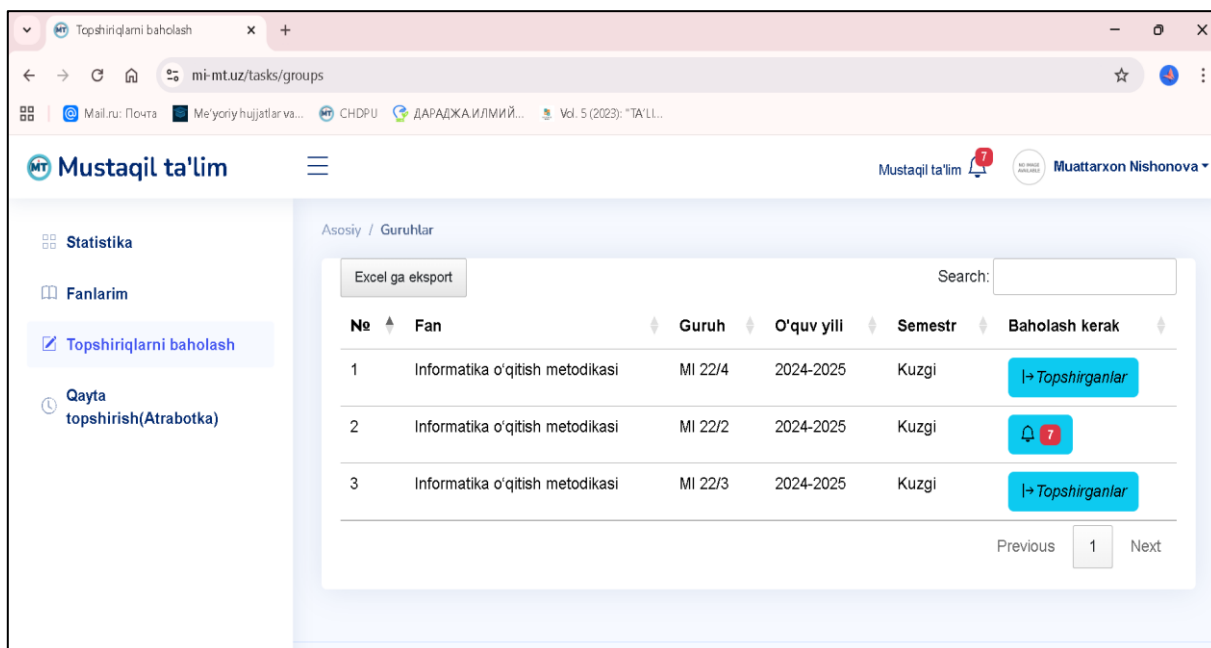 Topshiriqlarni baholash
mi-mt.uz/tasks/groups
Mail.ru: Почта Me'yoriy hujjatlar va... CHDPU ДАРАДЖА.ИЛМИЙ... Vol. 5 (2023): "TA'LI...
MT Mustaqil ta'lim Mustaqil ta'lim 7 NO IMAGE AVAILABLE Muattarxon Nishonova
Statistika
Fanlarim
Topshiriqlarni baholash
Qayta
topshirish(Atrabotka)
Asosiy / Guruhlar
Excel ga eksport Search:
№ Fan Guruh O'quv yili Semestr Baholash kerak
1 Informatika o‘qitish metodikasi MI 22/4 2024-2025 Kuzgi Topshirganlar
2 Informatika o‘qitish metodikasi MI 22/2 2024-2025 Kuzgi 7
3 Informatika o‘qitish metodikasi MI 22/3 2024-2025 Kuzgi Topshirganlar
Previous 1 Next